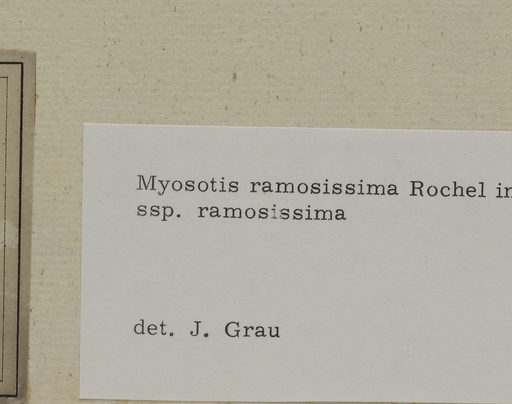 Myosotis ramosissima Rochel in
ssp. ramosissima
det. J. Grau